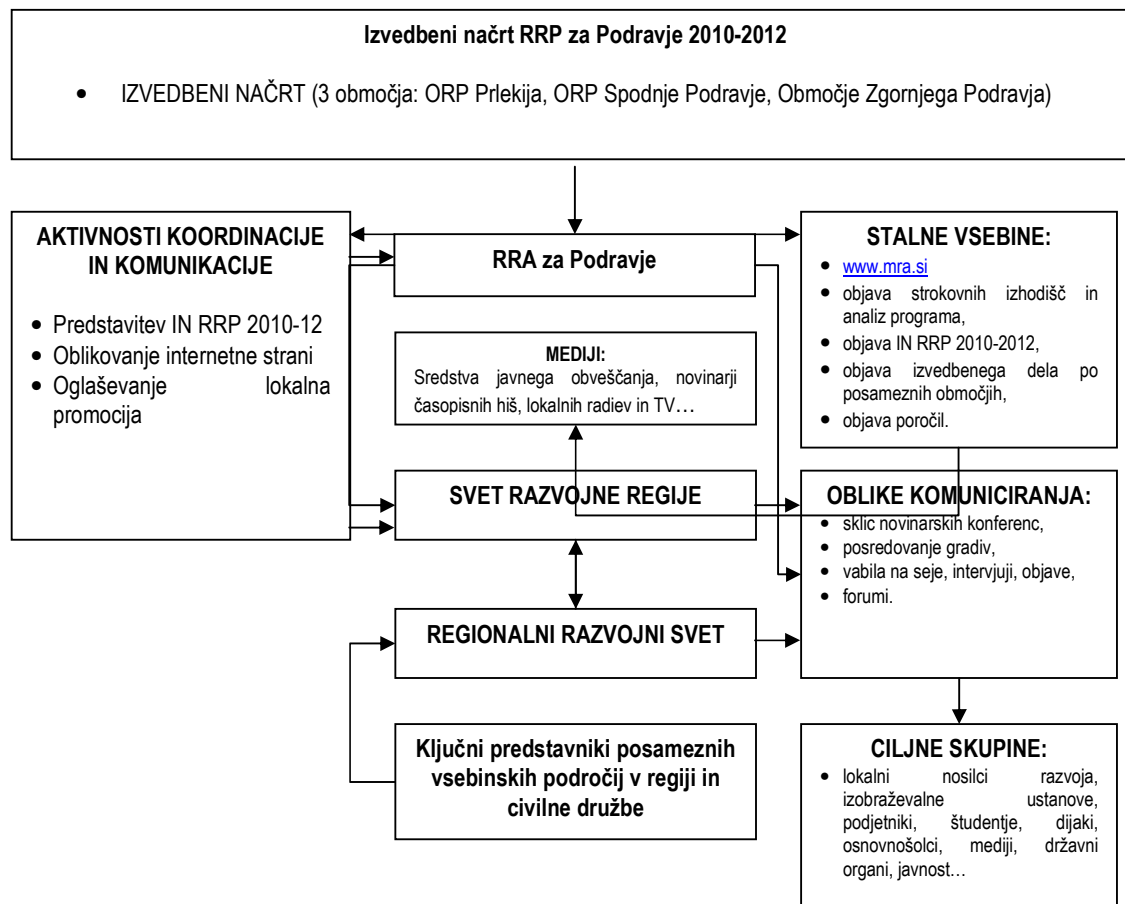 Izvedbeni načrt RRP za Podravje 2010-2012
• IZVEDBENI NAČRT (3 območja: ORP Prlekija, ORP Spodnje Podravje, Območje Zgornjega Podravja)
AKTIVNOSTI KOORDINACIJE
IN KOMUNIKACIJE
• Predstavitev IN RRP 2010-12
• Oblikovanje internetne strani
• Oglaševanje lokalna
promocija
RRA za Podravje
MEDIJI:
Sredstva javnega obveščanja, novinarji
časopisnih hiš, lokalnih radiev in TV…
SVET RAZVOJNE REGIJE
REGIONALNI RAZVOJNI SVET
Ključni predstavniki posameznih
vsebinskih področij v regiji in
civilne družbe
STALNE VSEBINE:
• www.mra.si
• objava strokovnih izhodišč in
analiz programa,
• objava IN RRP 2010-2012,
• objava izvedbenega dela po
posameznih območjih,
• objava poročil.
OBLIKE KOMUNICIRANJA:
• sklic novinarskih konferenc,
• posredovanje gradiv,
• vabila na seje, intervjuji, objave,
• forumi.
CILJNE SKUPINE:
• lokalni nosilci razvoja,
izobraževalne ustanove,
podjetniki, študentje, dijaki,
osnovnošolci, mediji, državni
organi, javnost…